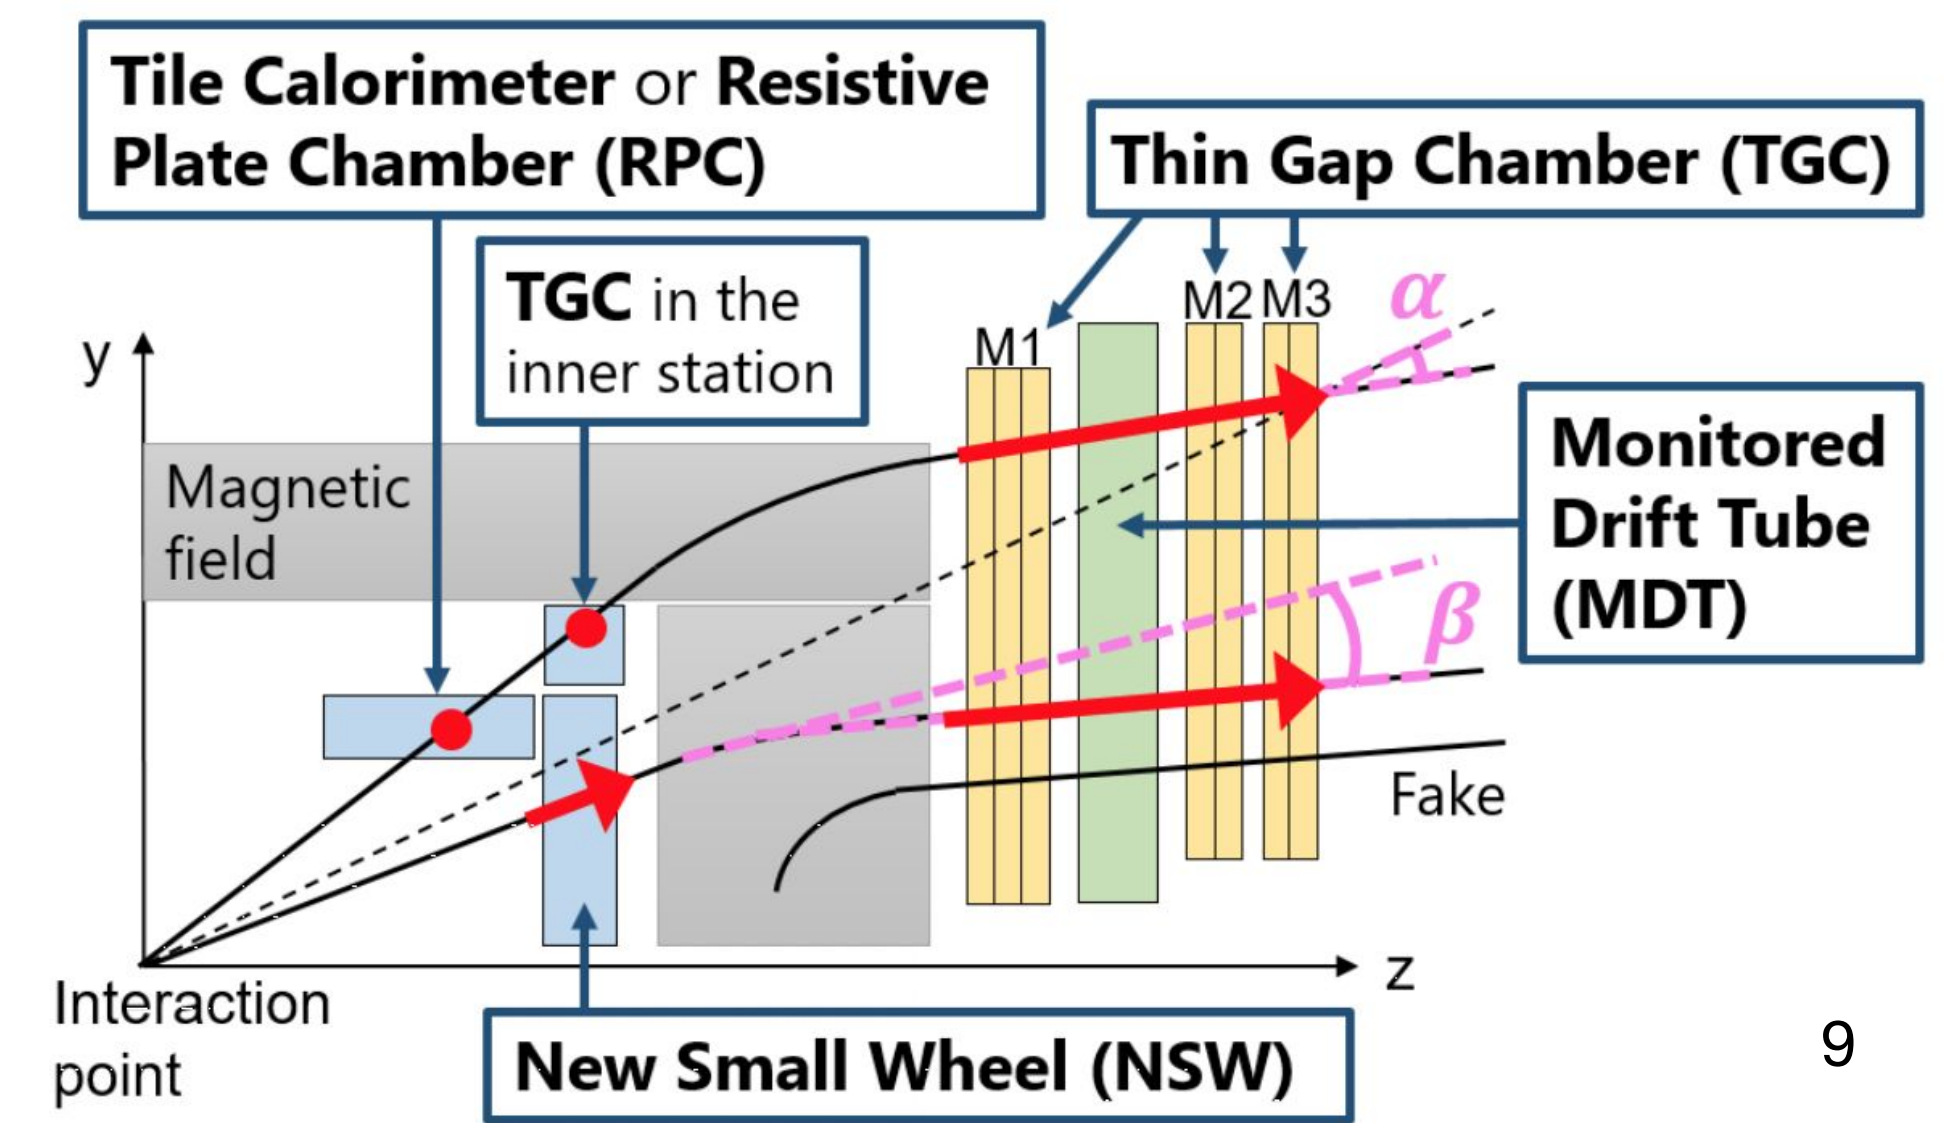 Tile Calorimeter or Resistive
Plate Chamber (RPC)
Thin Gap Chamber (TGC)
TGC in the
inner station
M2
M3
α
M1
y
Monitored
Drift Tube
(MDT)
Magnetic
field
β
Fake
z
Interaction
point
New Small Wheel (NSW)
9